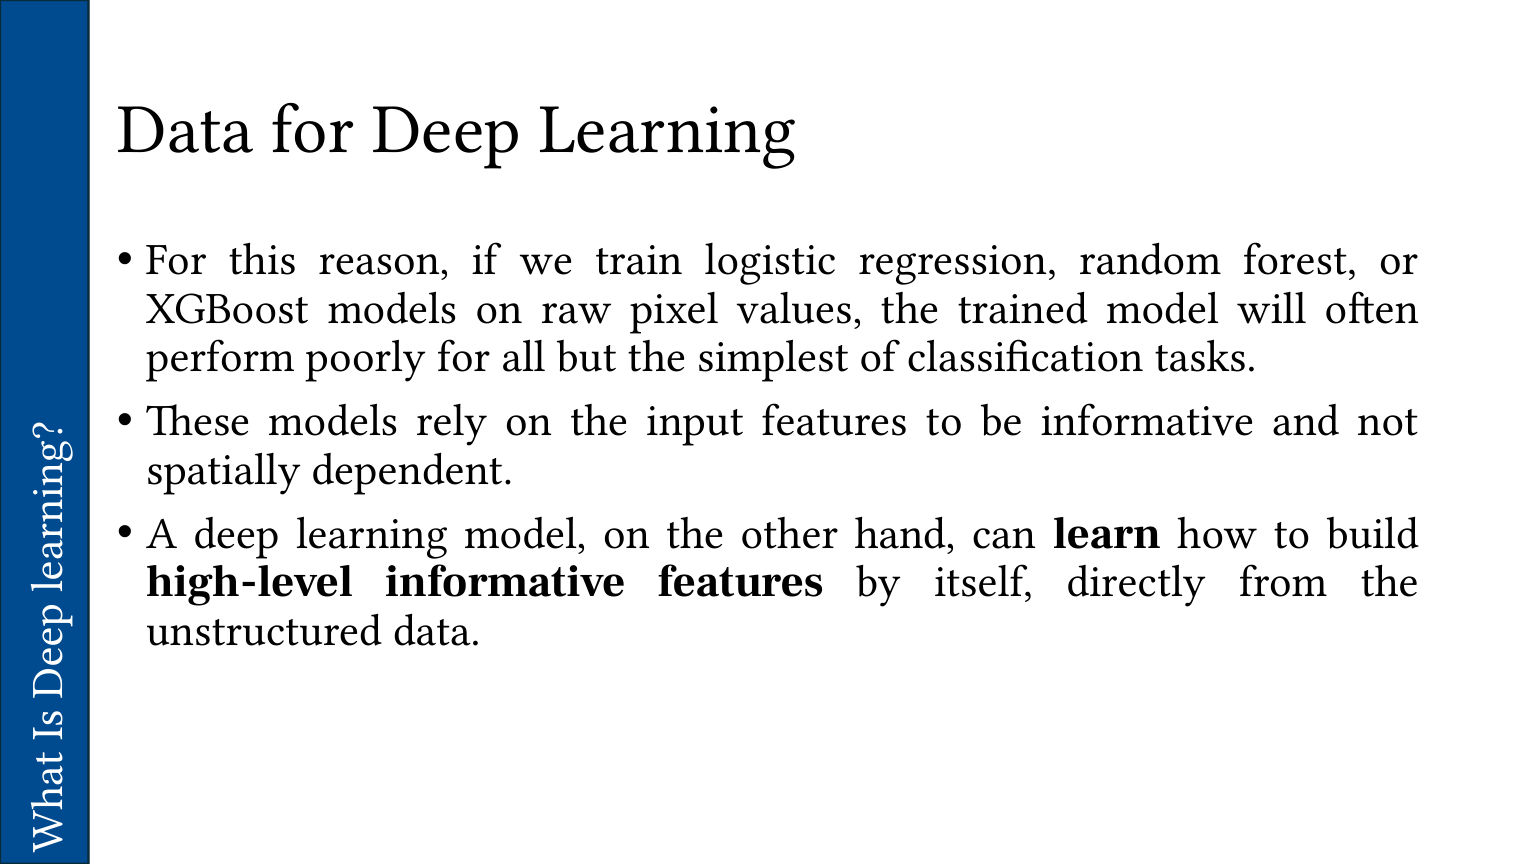 Data for Deep Learning
• For this reason, if we train logistic regression, random forest, or
XGBoost models on raw pixel values, the trained model will often
perform poorly for all but the simplest of classification tasks.
• These models rely on the input features to be informative and not
spatially dependent.
• A deep learning model, on the other hand, can learn how to build
high-level informative features by itself, directly from the
unstructured data.
What Is Deep learning?